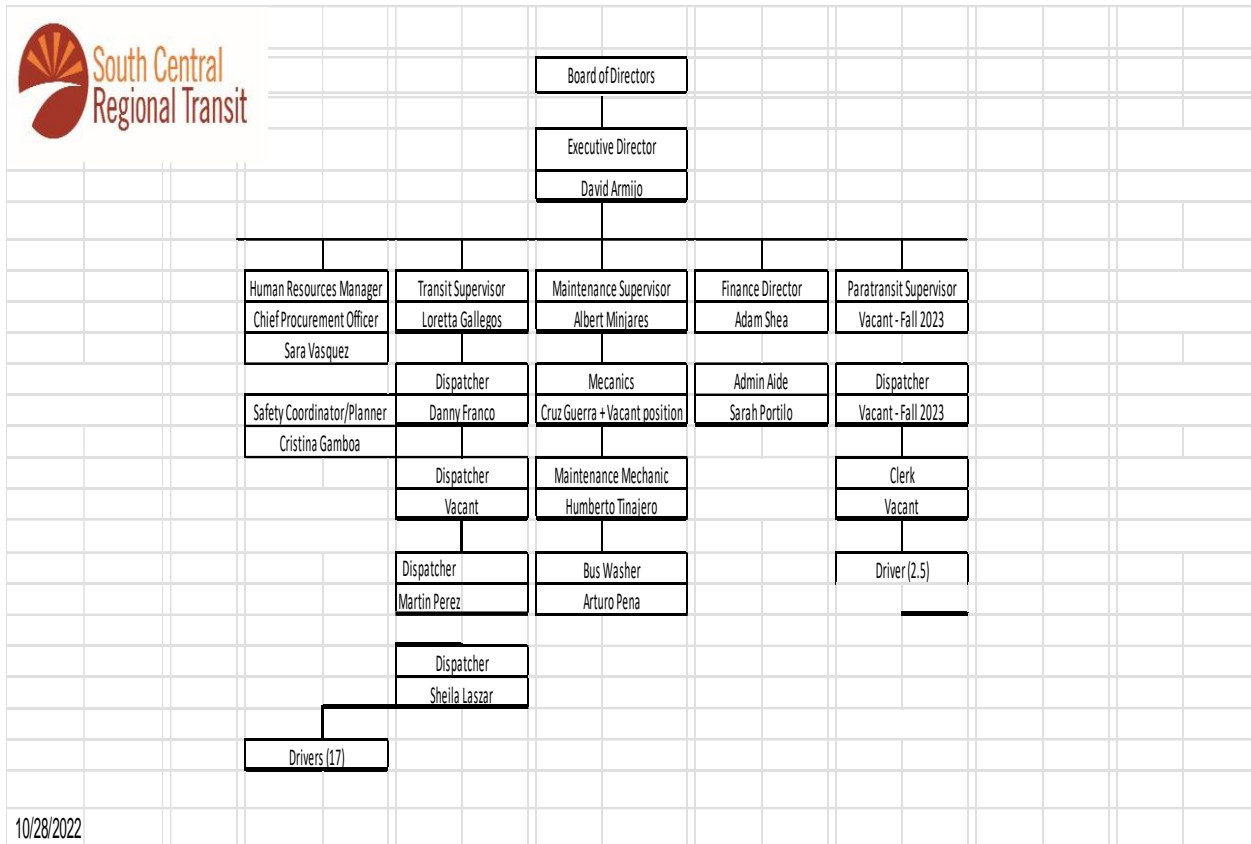 South Central
Regional Transit
Board of Directors
Executive Director
David Armijo
Human Resources Manager
Chief Procurement Officer
Sara Vasquez
Transit Supervisor
Loretta Gallegos
Maintenance Supervisor
Albert Minjares
Finance Director
Adam Shea
Paratransit Supervisor
Vacant - Fall 2023
Safety Coordinator/Planner
Cristina Gamboa
Dispatcher
Danny Franco
Mecanics
Cruz Guerra + Vacant position
Admin Aide
Sarah Portilo
Dispatcher
Vacant - Fall 2023
Dispatcher
Vacant
Maintenance Mechanic
Humberto Tinajero
Clerk
Vacant
Dispatcher
Martin Perez
Bus Washer
Arturo Pena
Driver (2.5)
Dispatcher
Sheila Laszar
Drivers (17)
10/28/2022